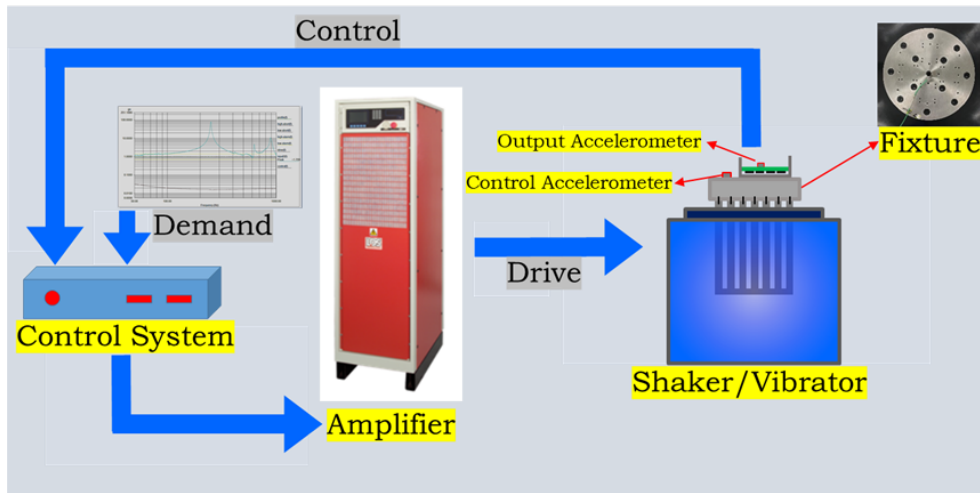 Control
Output Accelerometer
Control Accelerometer
Fixture
Demand
Drive
Control System
Amplifier
Shaker/Vibrator